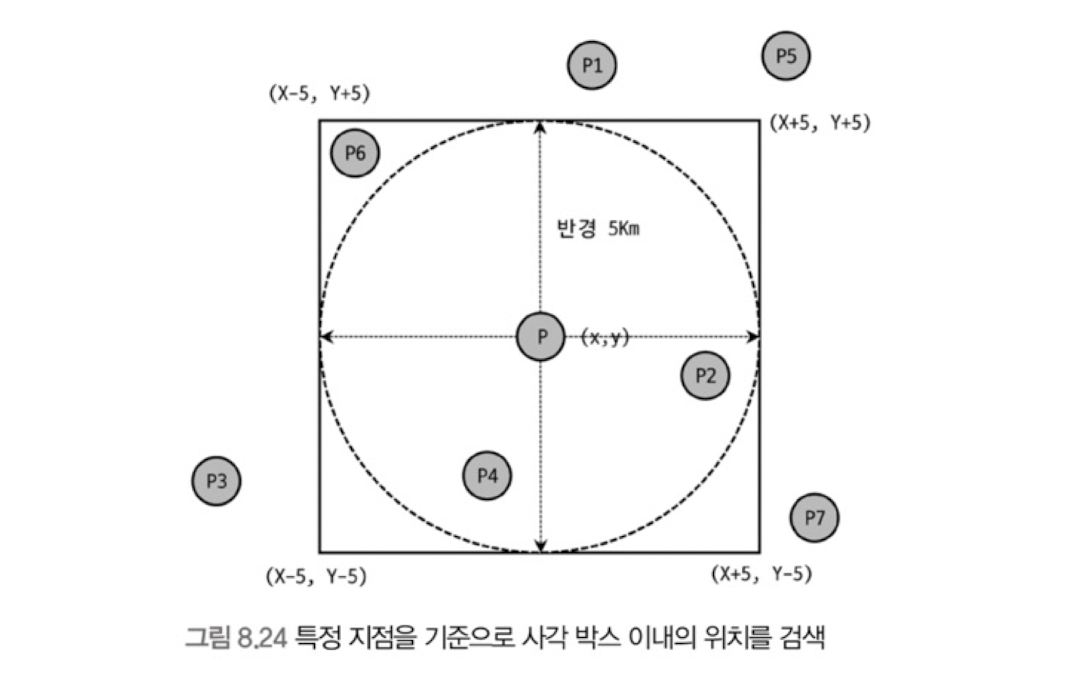 P1
P5
(X-5, Y+5)
(X+5, Y+5)
P6
반경 5Km
P
(x,y)
P2
P4
P3
P7
(X-5, Y-5)
(X+5, Y-5)
그림 8.24 특정 지점을 기준으로 사각 박스 이내의 위치를 검색